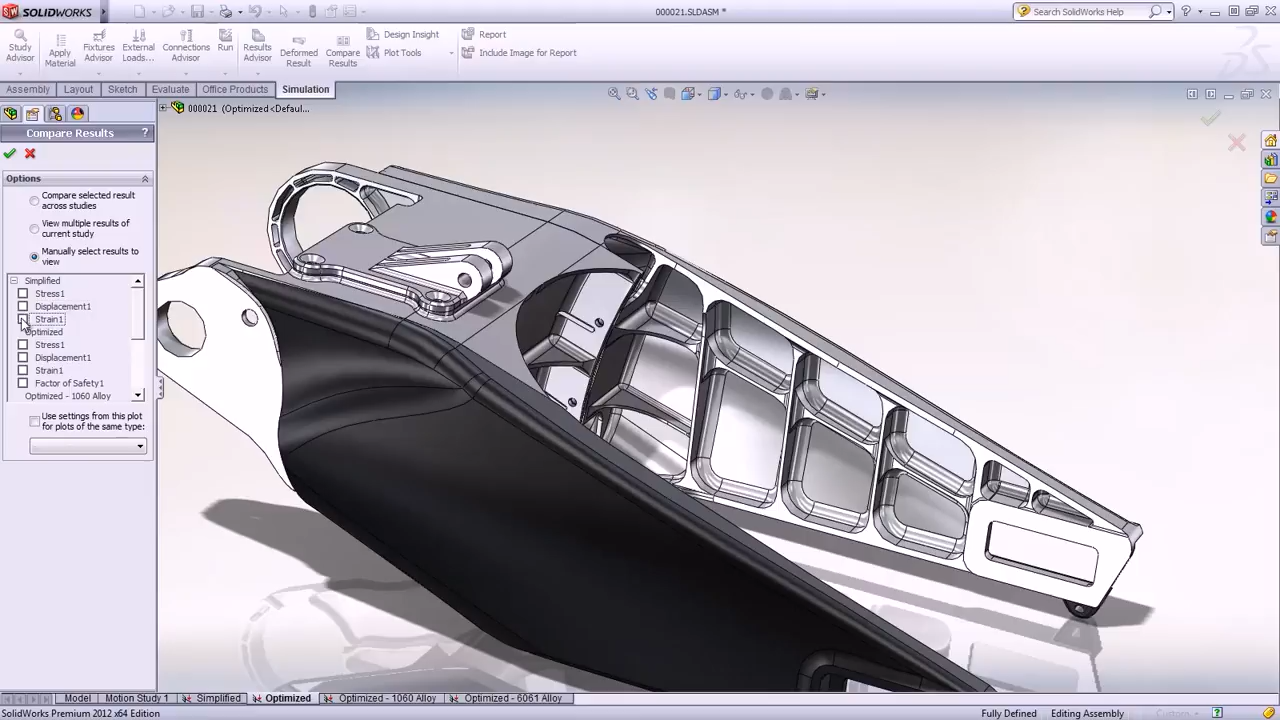 SOLIDWORKS
000021.SLDASM *
Search SolidWorks Help
Study
Advisor
Apply
Material
Fixtures
Advisor
External
Loads...
Connections
Advisor
Run
Results
Advisor
Deformed
Result
Compare
Results
Design Insight
Plot Tools
Report
Include Image for Report
Assembly
Layout
Sketch
Evaluate
Office Products
Simulation
000021 (Optimized<Defaul...
Compare Results
?
Options
Compare selected result
across studies
View multiple results of
current study
Manually select results to
view
Simplified
Stress1
Displacement1
Strain1
Optimized
Stress1
Displacement1
Strain1
Factor of Safety1
Optimized - 1060 Alloy
Use settings from this plot
for plots of the same type:
Model
Motion Study 1
Simplified
Optimized
Optimized - 1060 Alloy
Optimized - 6061 Alloy
SolidWorks Premium 2012 x64 Edition
Fully Defined
Editing Assembly
Custom